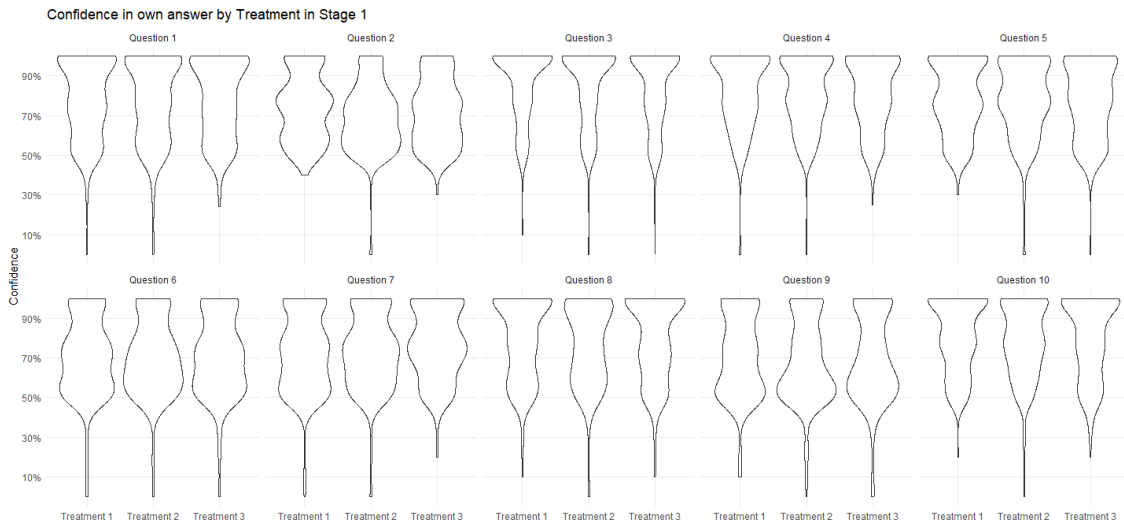 Confidence in own answer by Treatment in Stage 1
Question 1 Question 2 Question 3 Question 4 Question 5
90%
70%
50%
30%
10%
Confidence
Question 6 Question 7 Question 8 Question 9 Question 10
90%
70%
50%
30%
10%
Treatment 1 Treatment 2 Treatment 3 Treatment 1 Treatment 2 Treatment 3 Treatment 1 Treatment 2 Treatment 3 Treatment 1 Treatment 2 Treatment 3 Treatment 1 Treatment 2 Treatment 3